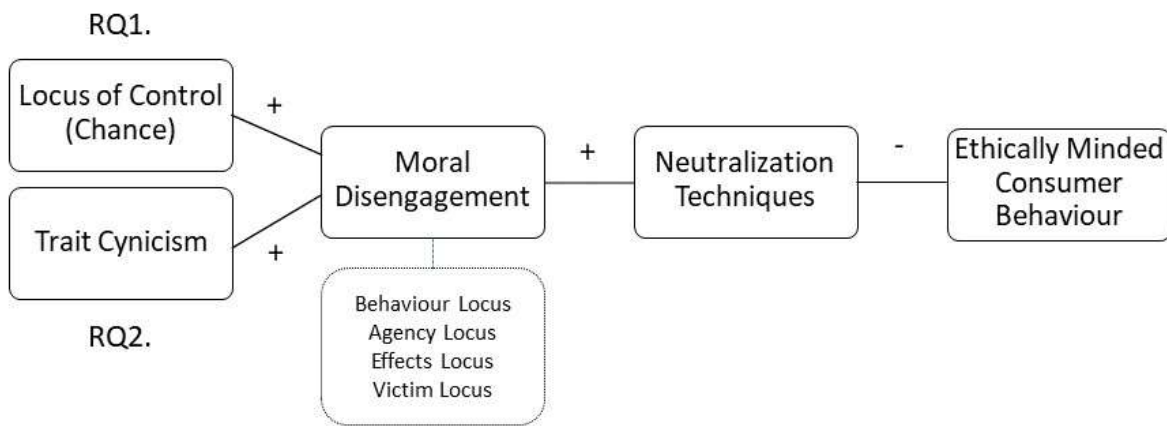 RQ1.
Locus of Control
(Chance)
+
Trait Cynicism
+
RQ2.
Moral
Disengagement
Behaviour Locus
Agency Locus
Effects Locus
Victim Locus
+
Neutralization
Techniques
-
Ethically Minded
Consumer
Behaviour